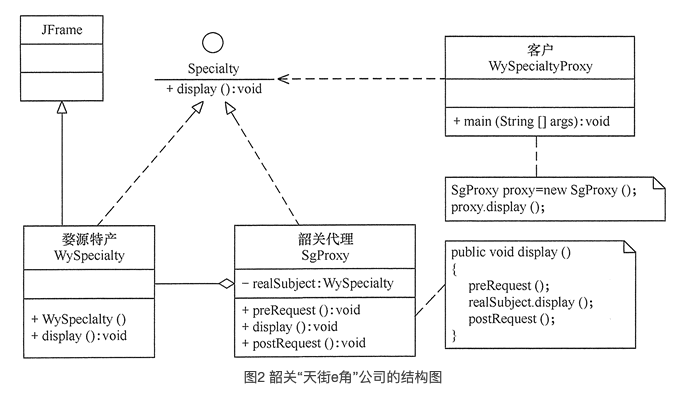 JFrame
Specialty
+ display ():void
客户
WySpecialtyProxy
+ main (String [] args):void
SgProxy proxy=new SgProxy ();
proxy.display ();
婺源特产
WySpecialty
+ WySpeclalty ()
+ display ():void
韶关代理
SgProxy
- realSubject:WySpecialty
+ preRequest ():void
+ display ():void
+ postRequest ():void
public void display ()
{
preRequest ();
realSubject.display ();
postRequest ();
}
图2 韶关“天街e角”公司的结构图